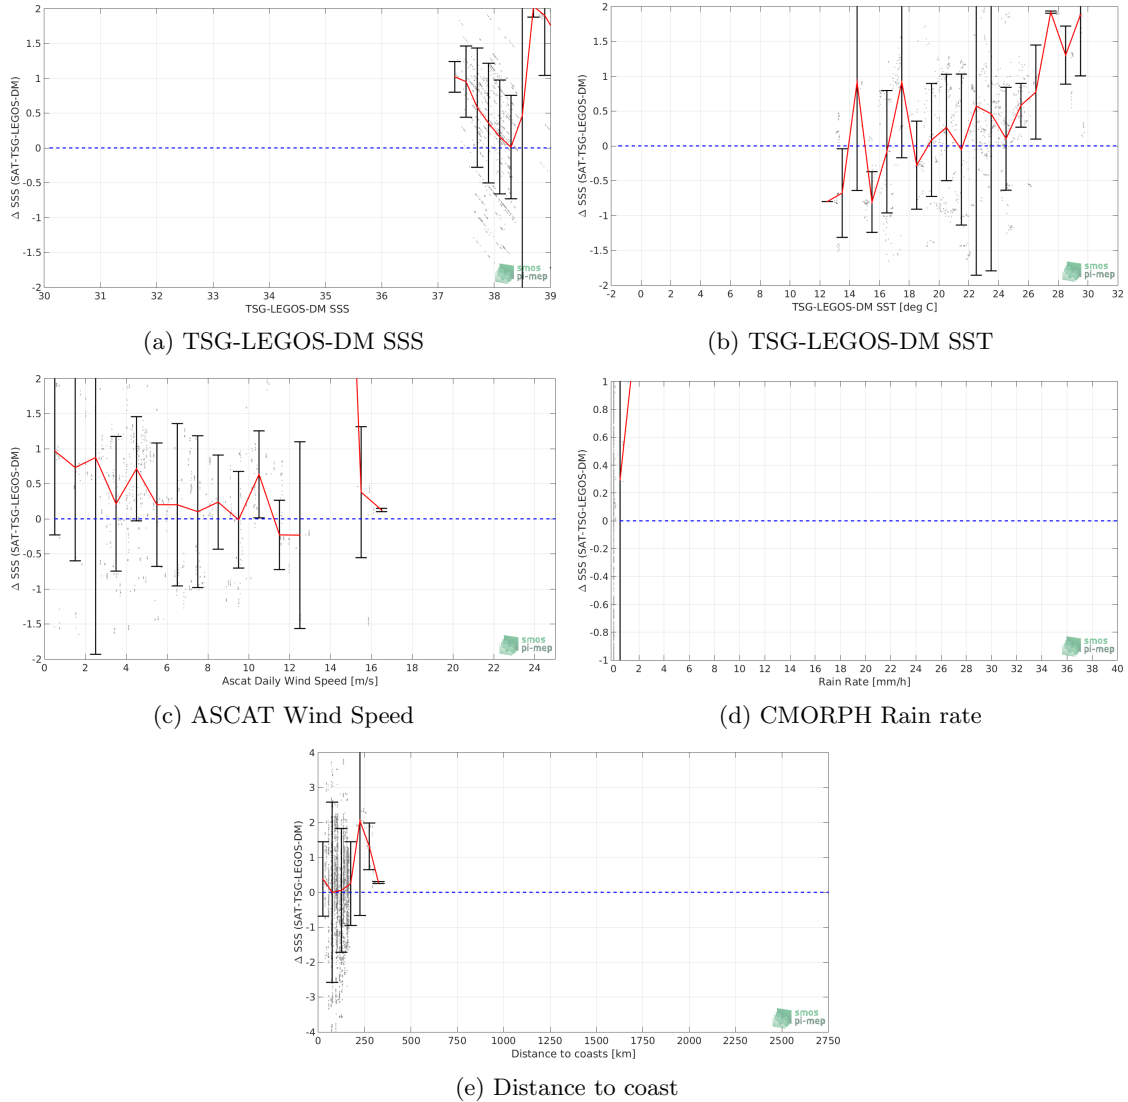 2
1.5
1
0.5
0
-0.5
-1
-1.5
-2
Δ SSS (SAT-TSG-LEGOS-DM)
30 31 32 33 34 35 36 37 38 39
TSG-LEGOS-DM SSS
smos
pi-mep
(a) TSG-LEGOS-DM SSS
2
1.5
1
0.5
0
-0.5
-1
-1.5
-2
Δ SSS (SAT-TSG-LEGOS-DM)
-2 0 2 4 6 8 10 12 14 16 18 20 22 24 26 28 30 32
TSG-LEGOS-DM SST [deg C]
smos
pi-mep
(b) TSG-LEGOS-DM SST
2
1.5
1
0.5
0
-0.5
-1
-1.5
-2
Δ SSS (SAT-TSG-LEGOS-DM)
0 2 4 6 8 10 12 14 16 18 20 22 24
Ascat Daily Wind Speed [m/s]
smos
pi-mep
(c) ASCAT Wind Speed
1
0.8
0.6
0.4
0.2
0
-0.2
-0.4
-0.6
-0.8
-1
Δ SSS (SAT-TSG-LEGOS-DM)
0 2 4 6 8 10 12 14 16 18 20 22 24 26 28 30 32 34 36 38 40
Rain Rate [mm/h]
smos
pi-mep
(d) CMORPH Rain rate
4
3
2
1
0
-1
-2
-3
-4
Δ SSS (SAT-TSG-LEGOS-DM)
0 250 500 750 1000 1250 1500 1750 2000 2250 2500 2750
Distance to coasts [km]
smos
pi-mep
(e) Distance to coast